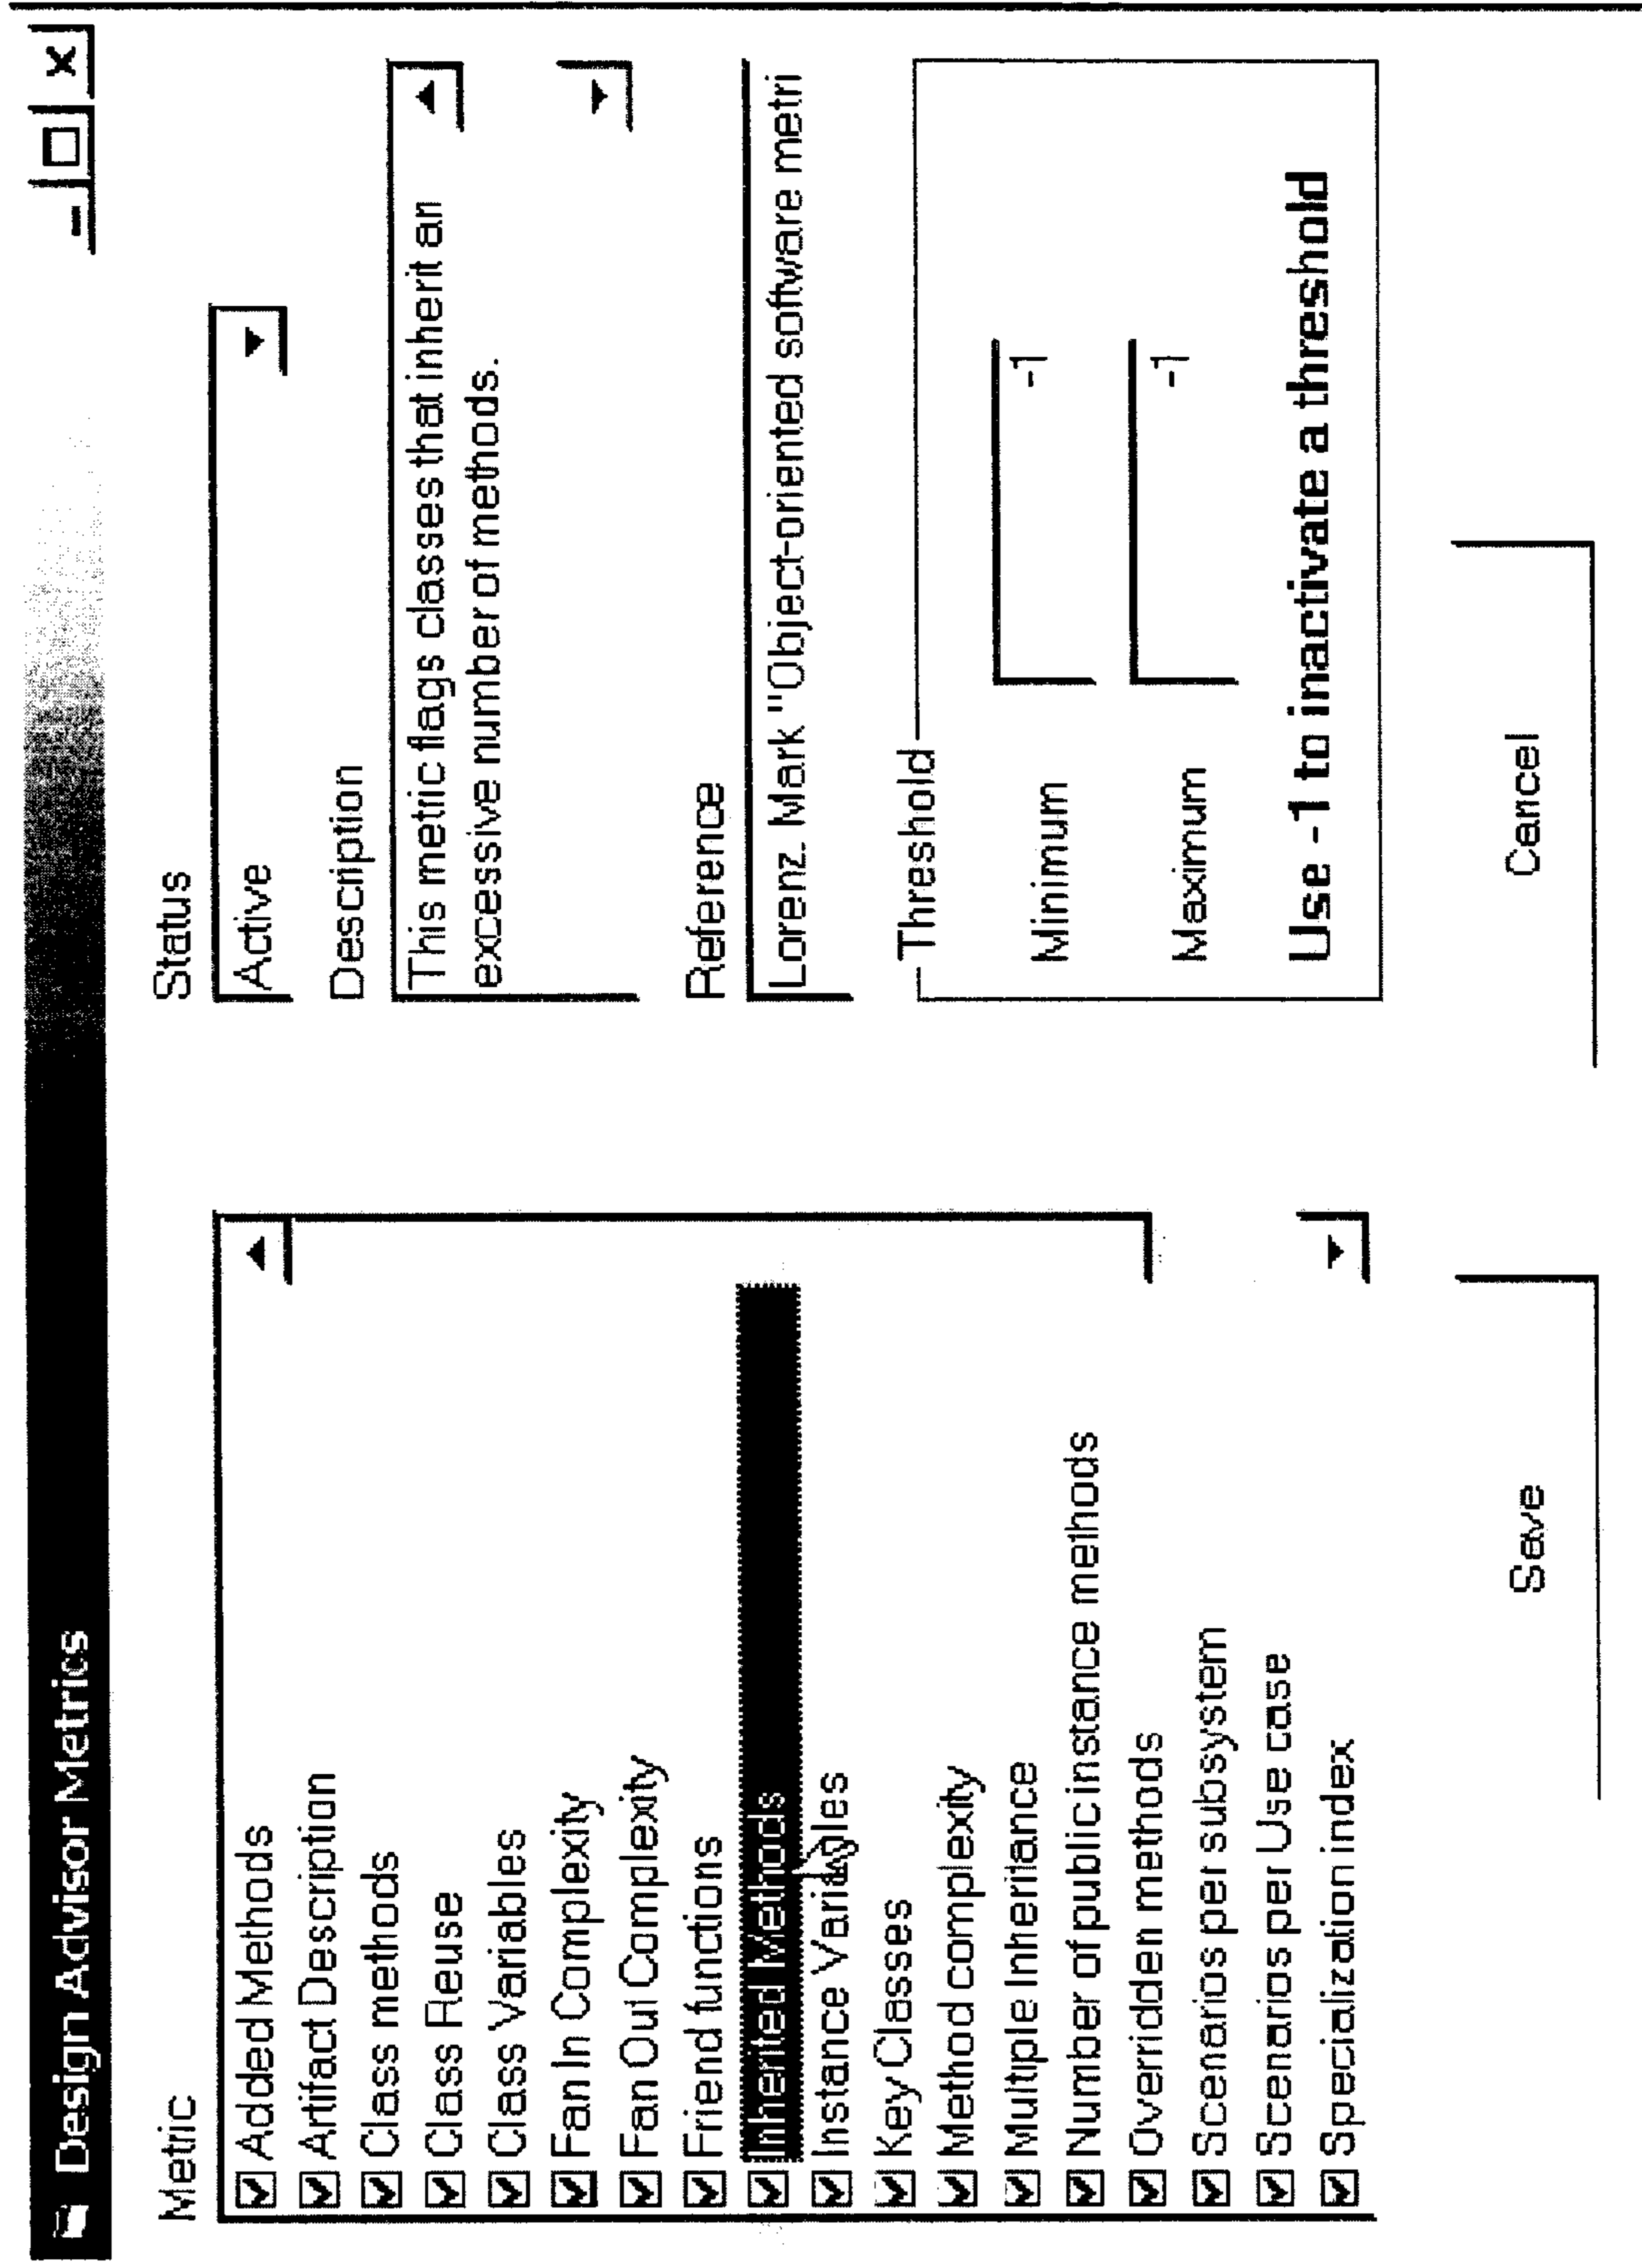 Design Advisor Metrics
Metric
Added Methods
Artifact Description
Class methods
Class Reuse
Class Variables
Fan In Complexity
Fan Out Complexity
Friend functions
Inherited Methods
Instance Variables
Key Classes
Method complexity
Multiple Inheriance
Number of public instance methods
Overridden methods
Scenarios per subsystem
Scenarios per Use case
Specialization index
Save
Status
Active
Description
This metric flags classes that inherit an
excessive number of methods.
Reference
Lorenz. Mark "Object-oriented software metri
Threshold
Minimum -1
Maximum -1
Use -1 to inactivate a threshold
Cancel